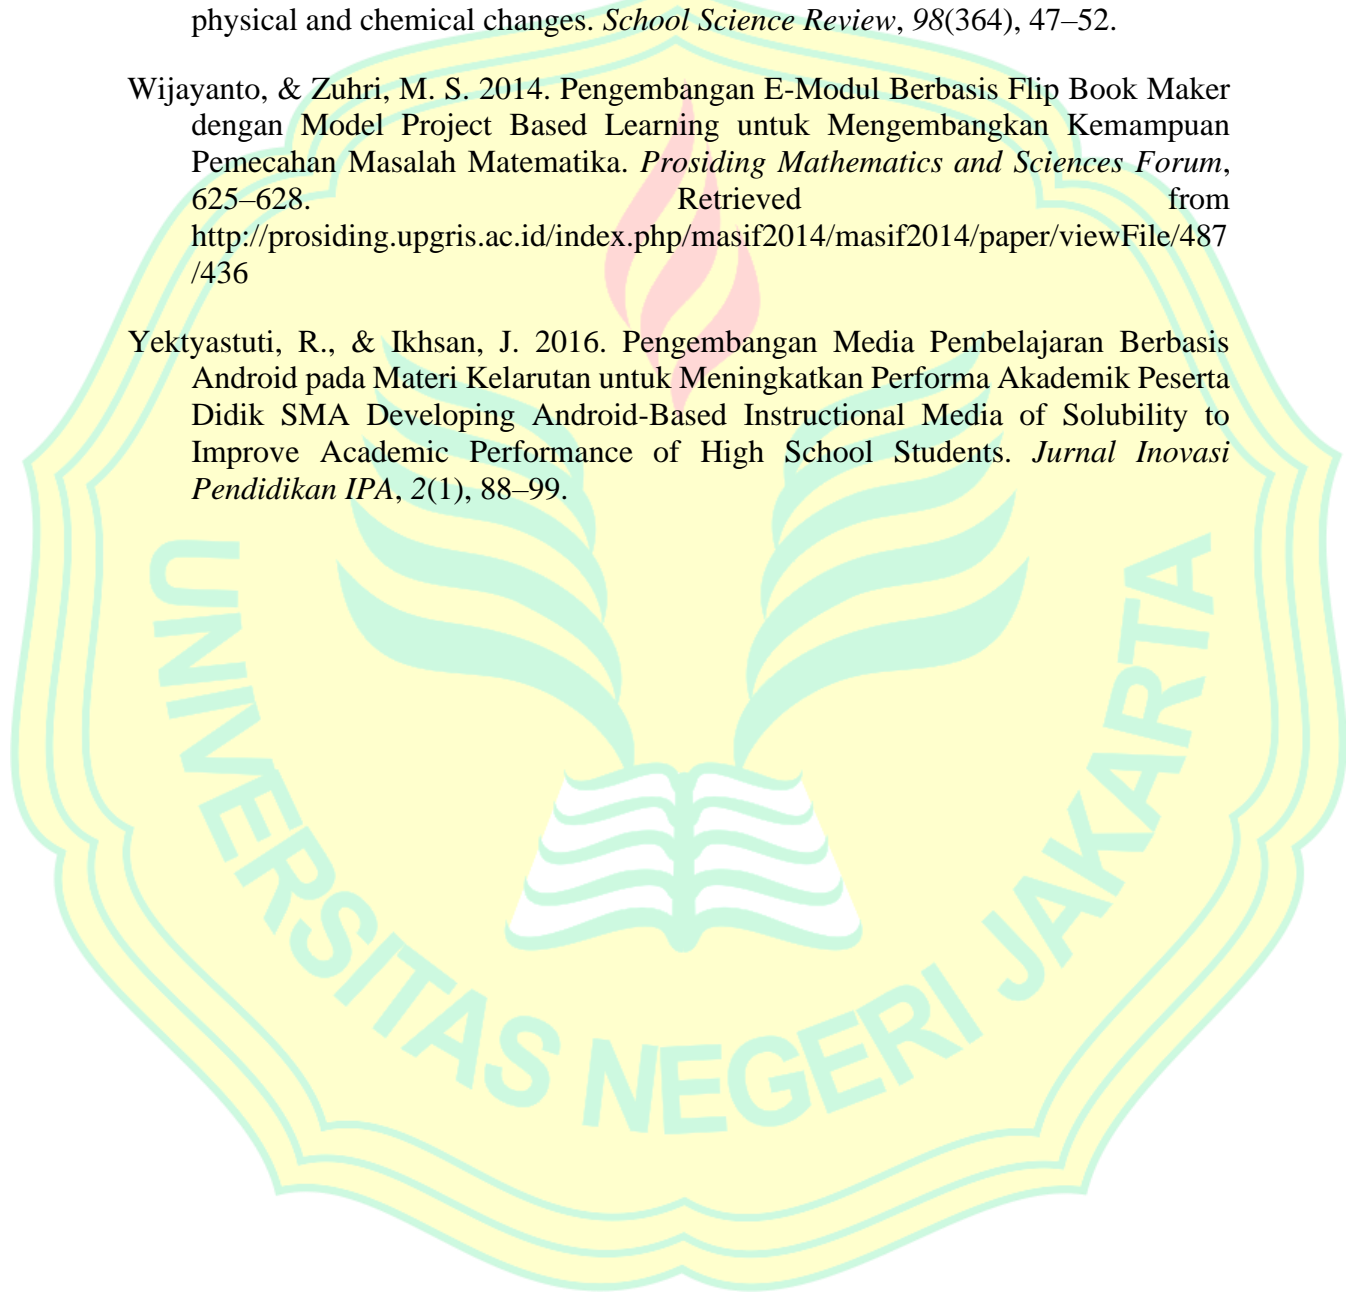 physical and chemical changes. School Science Review, 98(364), 47–52.
Wijayanto, & Zuhri, M. S. 2014. Pengembangan E-Modul Berbasis Flip Book Maker
dengan Model Project Based Learning untuk Mengembangkan Kemampuan
Pemecahan Masalah Matematika. Prosiding Mathematics and Sciences Forum,
625–628. Retrieved from
http://prosiding.upgris.ac.id/index.php/masif2014/masif2014/paper/viewFile/487
/436
Yektyastuti, R., & Ikhsan, J. 2016. Pengembangan Media Pembelajaran Berbasis
Android pada Materi Kelarutan untuk Meningkatkan Performa Akademik Peserta
Didik SMA Developing Android-Based Instructional Media of Solubility to
Improve Academic Performance of High School Students. Jurnal Inovasi
Pendidikan IPA, 2(1), 88–99.
UNIVERSITAS NEGERI JAKARTA